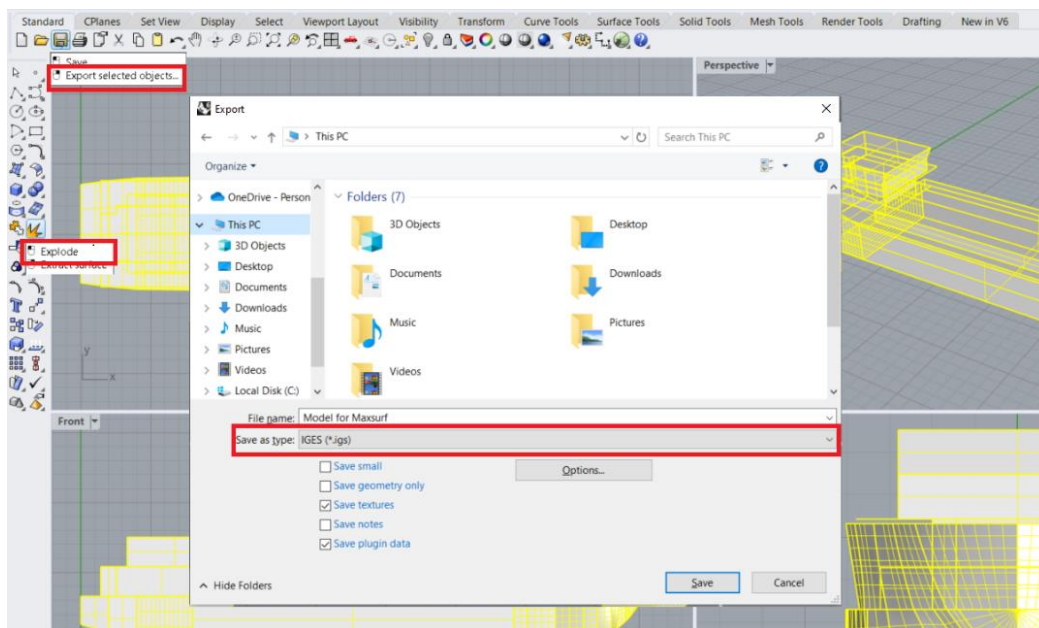 Standard CPlanes Set View Display Select Viewport Layout Visibility Transform Curve Tools Surface Tools Solid Tools Mesh Tools Render Tools Drafting New in V6
Save
Export selected objects...
Perspective
Export
This PC
Search This PC
Organize
OneDrive - Person
This PC
3D Objects
Desktop
Documents
Downloads
Music
Pictures
Videos
Local Disk (C:)
Folders (7)
3D Objects
Desktop
Documents
Downloads
Music
Pictures
Videos
Explode
Extract surface
y
x
Front
File name: Model for Maxsurf
Save as type: IGES (*.igs)
Save small
Options...
Save geometry only
Save textures
Save notes
Save plugin data
Hide Folders
Save
Cancel